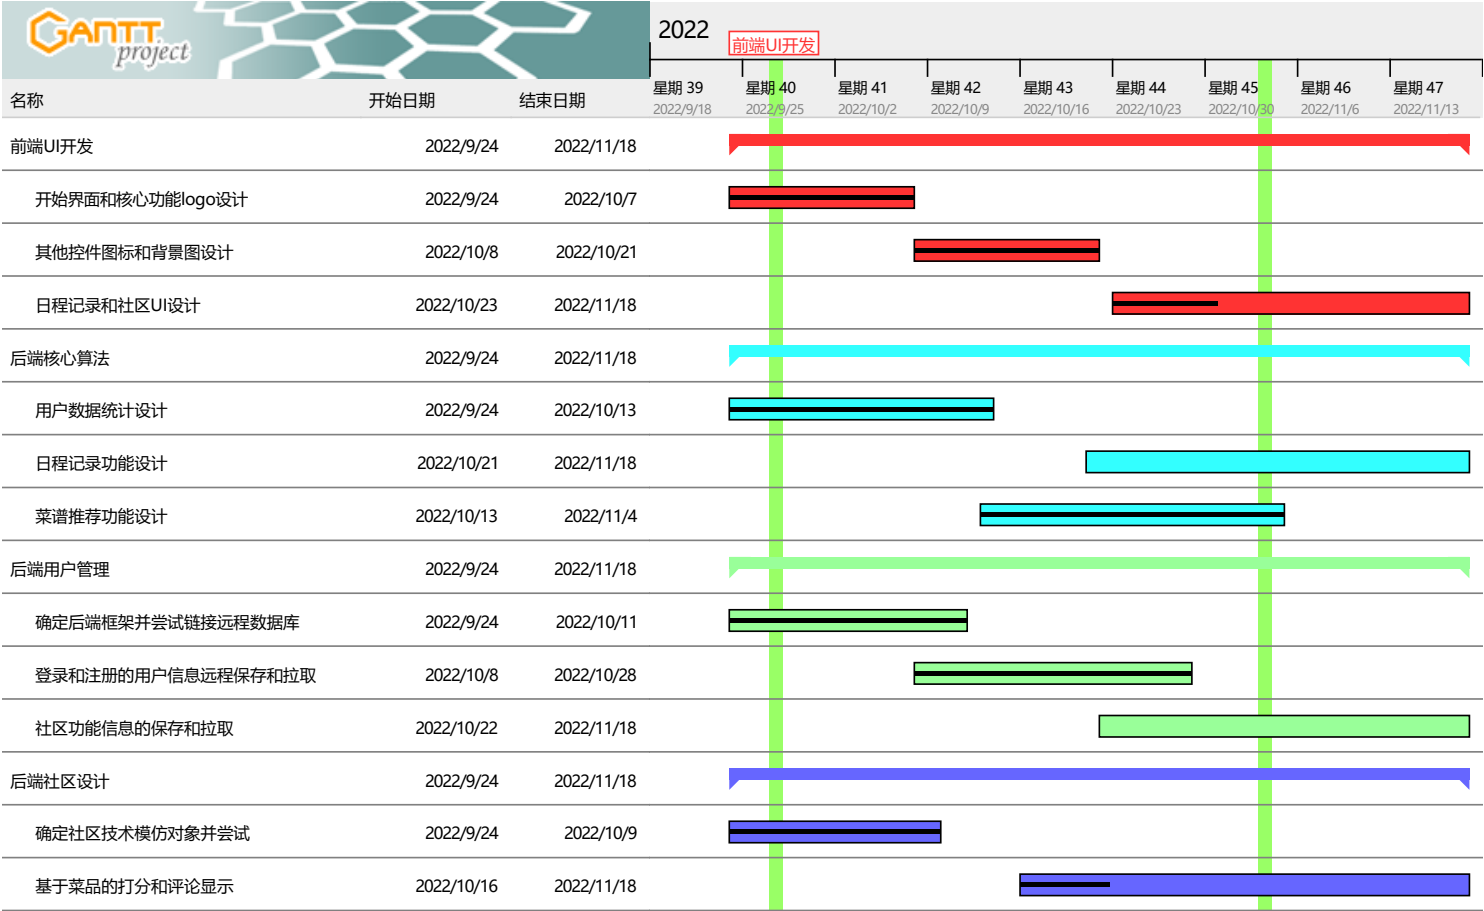 GANTT
project
2022
前端UI开发
星期 39 星期 40 星期 41 星期 42 星期 43 星期 44 星期 45 星期 46 星期 47
名称 开始日期 结束日期 2022/9/18 2022/9/25 2022/10/2 2022/10/9 2022/10/16 2022/10/23 2022/10/30 2022/11/6 2022/11/13
前端UI开发 2022/9/24 2022/11/18
开始界面和核心功能logo设计 2022/9/24 2022/10/7
其他控件图标和背景图设计 2022/10/8 2022/10/21
日程记录和社区UI设计 2022/10/23 2022/11/18
后端核心算法 2022/9/24 2022/11/18
用户数据统计设计 2022/9/24 2022/10/13
日程记录功能设计 2022/10/21 2022/11/18
菜谱推荐功能设计 2022/10/13 2022/11/4
后端用户管理 2022/9/24 2022/11/18
确定后端框架并尝试链接远程数据库 2022/9/24 2022/10/11
登录和注册的用户信息远程保存和拉取 2022/10/8 2022/10/28
社区功能信息的保存和拉取 2022/10/22 2022/11/18
后端社区设计 2022/9/24 2022/11/18
确定社区技术模仿对象并尝试 2022/9/24 2022/10/9
基于菜品的打分和评论显示 2022/10/16 2022/11/18